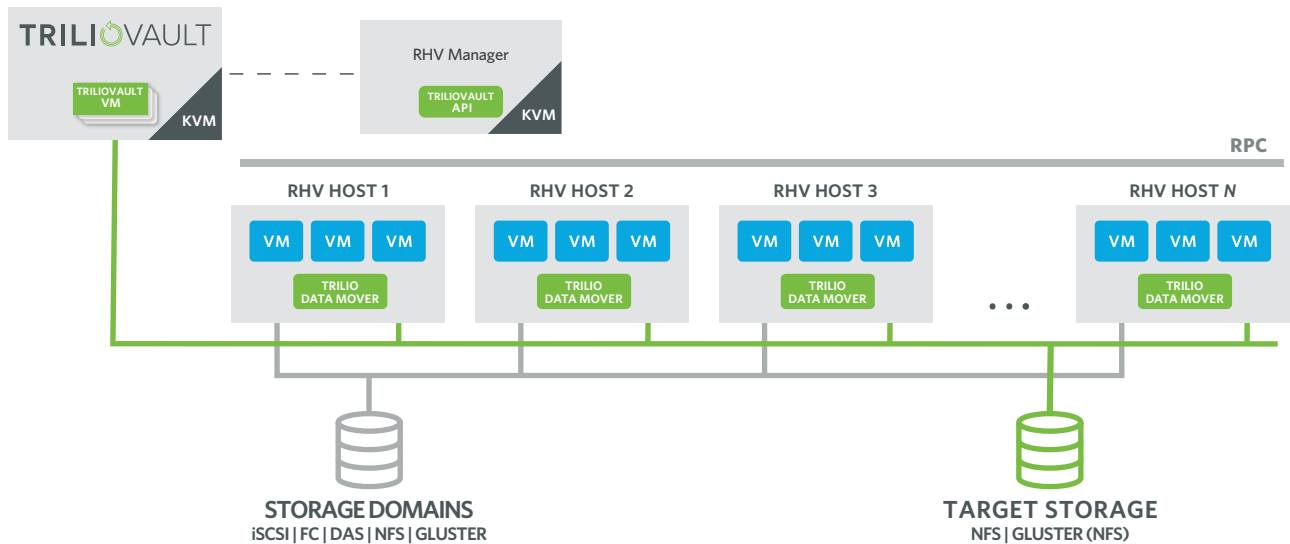 TRILIOVAULT
TRILIOVAULT
VM
KVM
RHV Manager
TRILIOVAULT
API
KVM
RPC
RHV HOST 1
RHV HOST 2
RHV HOST 3
RHV HOST N
VM VM VM
VM VM VM
VM VM VM
VM VM VM
TRILIO
DATA MOVER
TRILIO
DATA MOVER
TRILIO
DATA MOVER
...
TRILIO
DATA MOVER
STORAGE DOMAINS
iSCSI | FC | DAS | NFS | GLUSTER
TARGET STORAGE
NFS | GLUSTER (NFS)